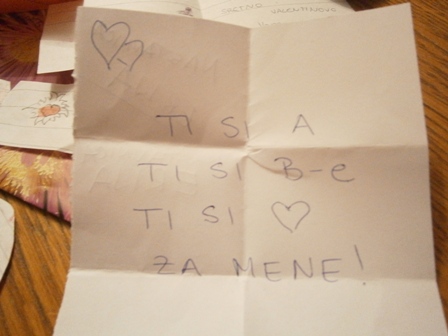 TI SI A
TI SI B-e
TI SI ♡
ZA MENE!